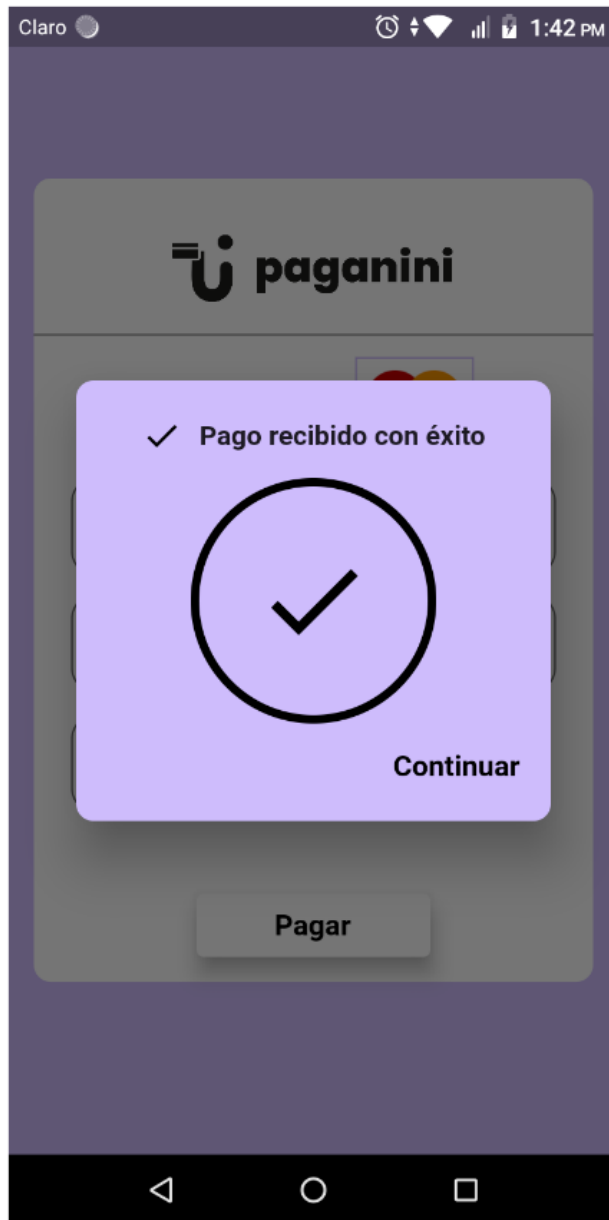 Claro 1:42 PM
paganini
Pago recibido con éxito
Continuar
Pagar